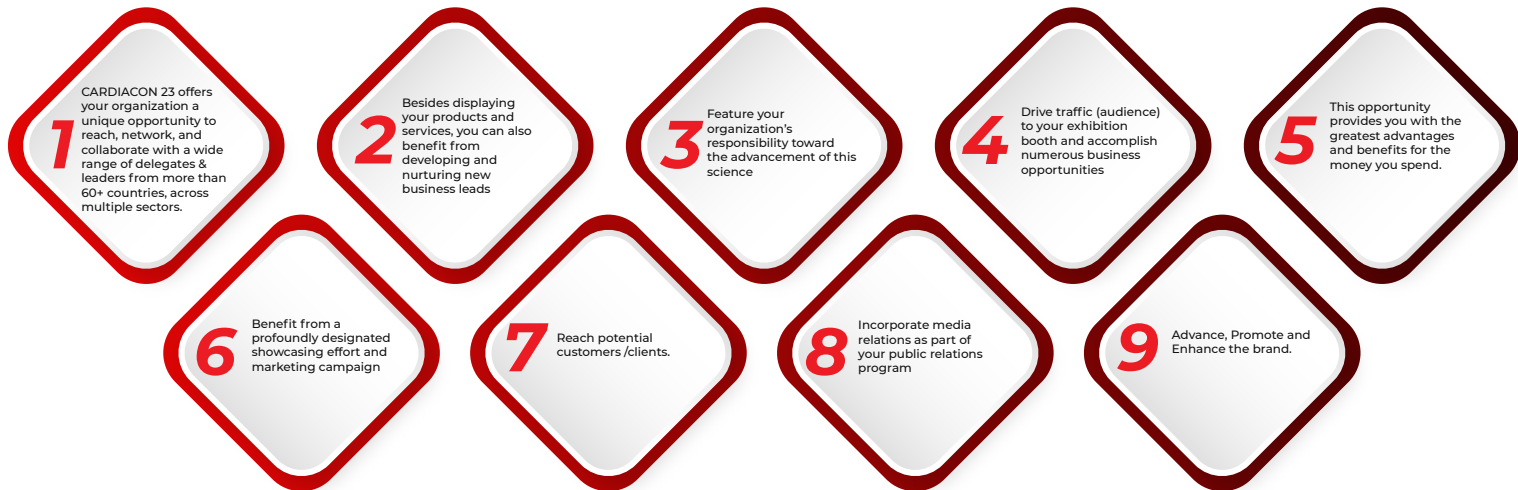 1
CARDIACON 23 offers
your organization a
unique opportunity to
reach, network, and
collaborate with a wide
range of delegates &
leaders from more than
60+ countries, across
multiple sectors.
2
Besides displaying
your products and
services, you can also
benefit from
developing and
nurturing new
business leads
3
Feature your
organization's
responsibility toward
the advancement of this
science
4
Drive traffic (audience)
to your exhibition
booth and accomplish
numerous business
opportunities
5
This opportunity
provides you with the
greatest advantages
and benefits for the
money you spend.
6
Benefit from a
profoundly designated
showcasing effort and
marketing campaign
7
Reach potential
customers /clients.
8
Incorporate media
relations as part of
your public relations
program
9
Advance, Promote and
Enhance the brand.